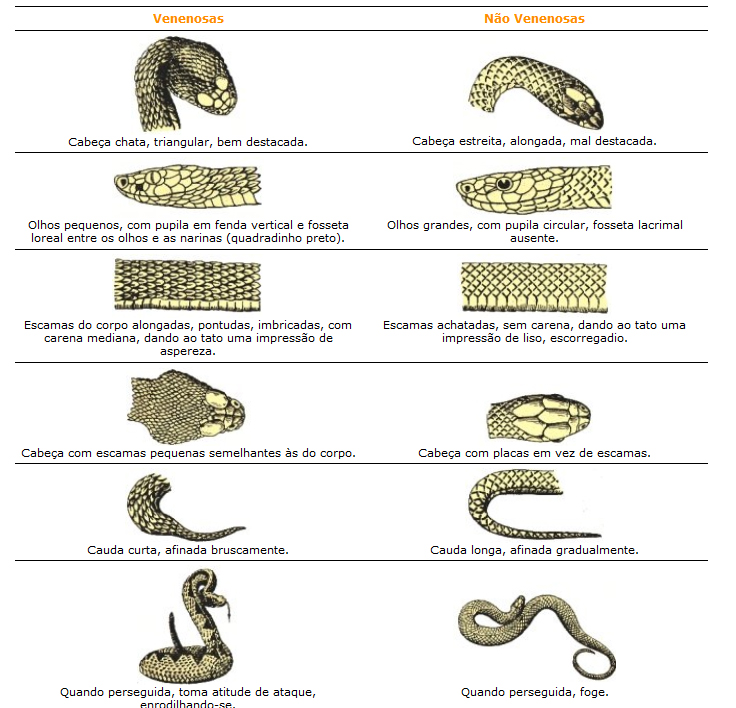 Venenosas
Não Venenosas
Cabeça chata, triangular, bem destacada.
Cabeça estreita, alongada, mal destacada.
Olhos pequenos, com pupila em fenda vertical e fosseta
loreal entre os olhos e as narinas (quadradinho preto).
Olhos grandes, com pupila circular, fosseta lacrimal
ausente.
Escamas do corpo alongadas, pontudas, imbricadas, com
carena mediana, dando ao tato uma impressão de
aspereza.
Escamas achatadas, sem carena, dando ao tato uma
impressão de liso, escorregadio.
Cabeça com escamas pequenas semelhantes às do corpo.
Cabeça com placas em vez de escamas.
Cauda curta, afinada bruscamente.
Cauda longa, afinada gradualmente.
Quando perseguida, toma atitude de ataque,
enrodilhando-se.
Quando perseguida, foge.